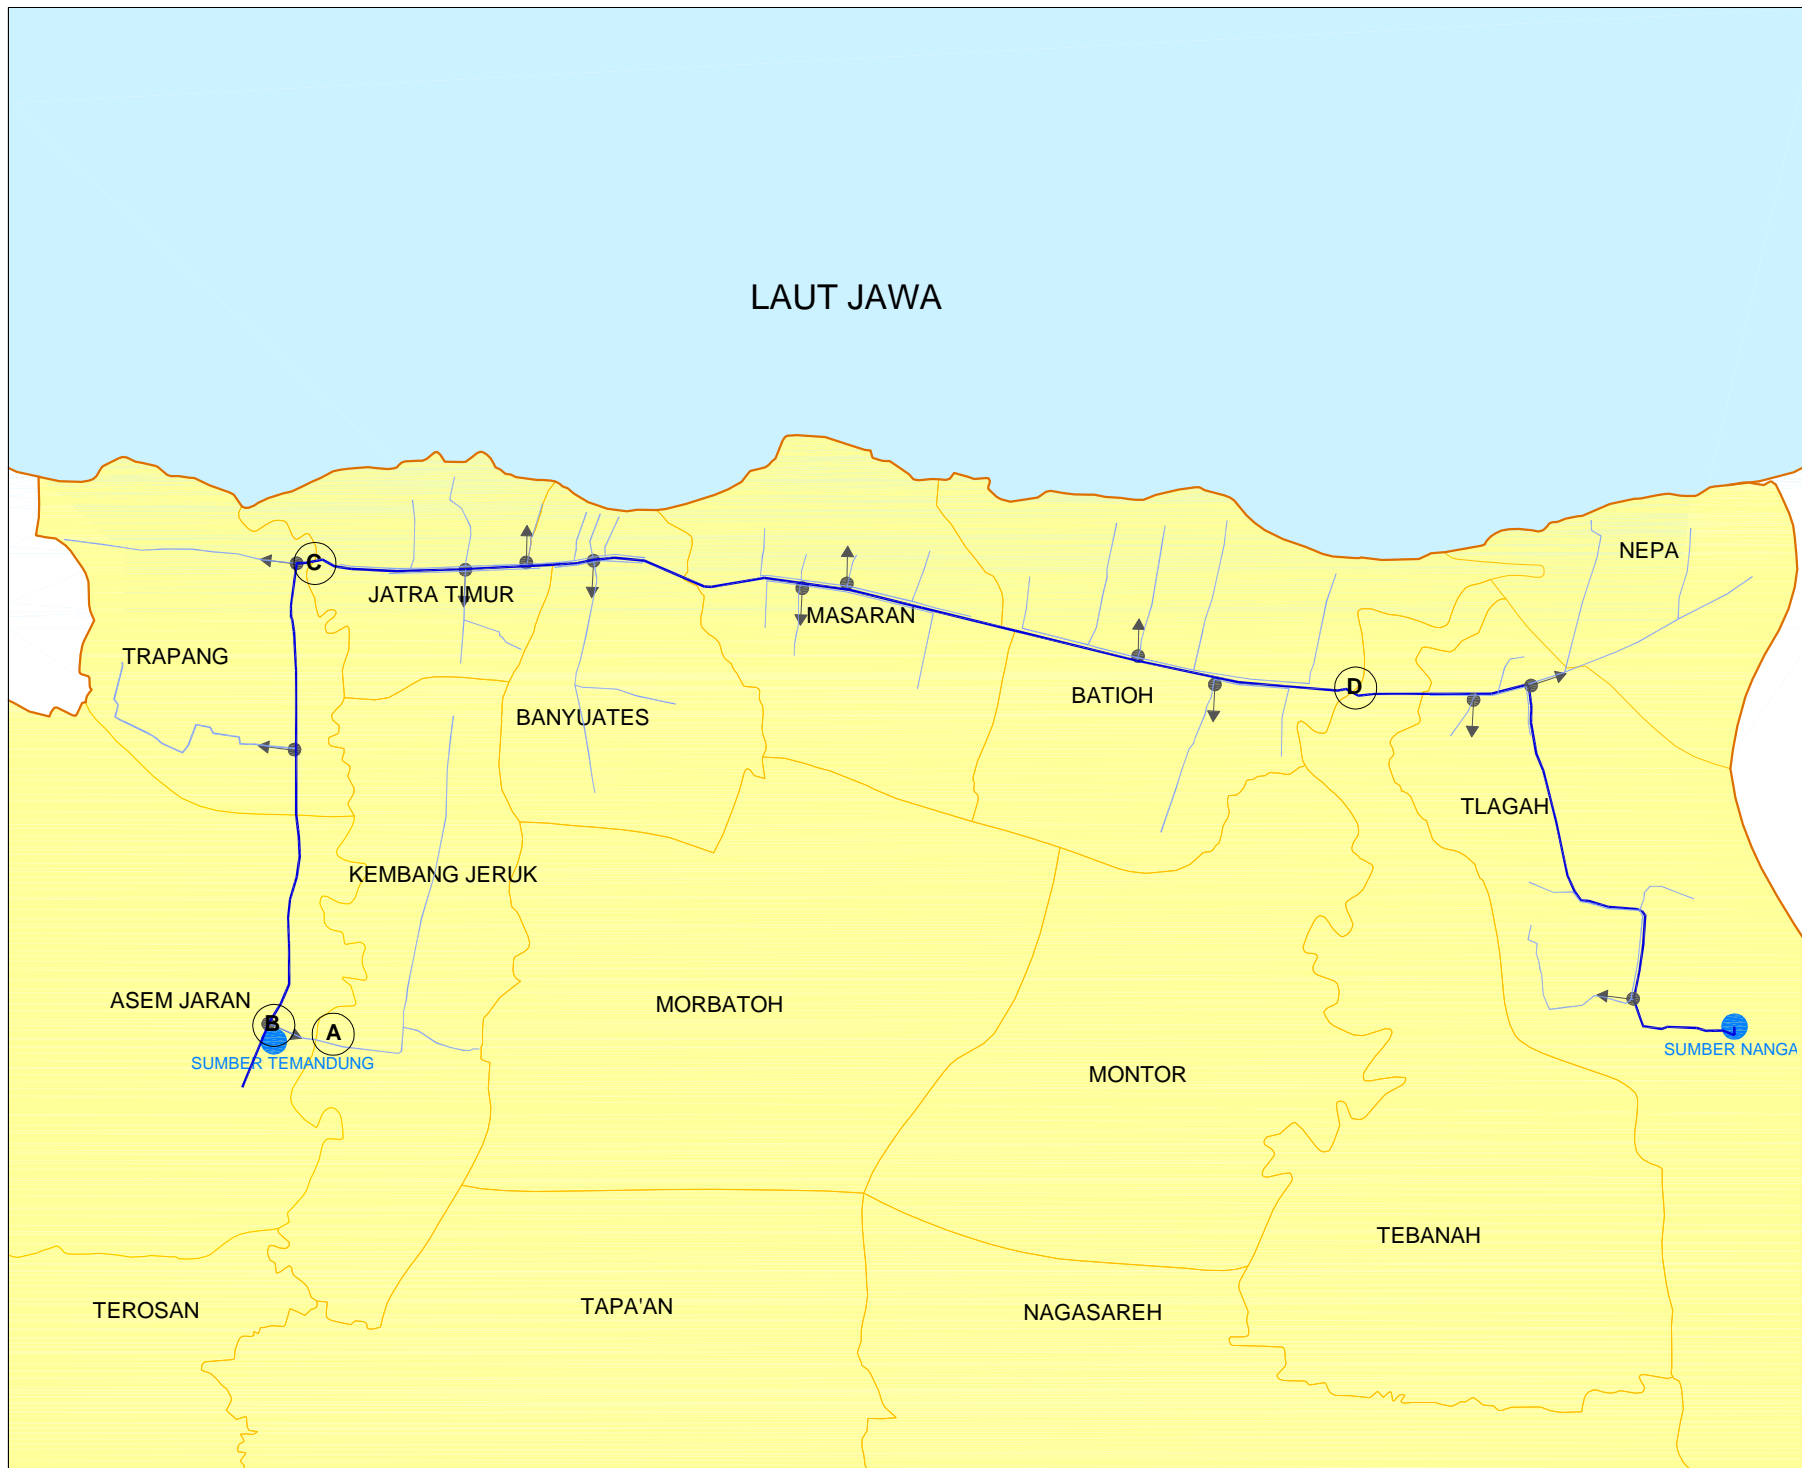 LAUT JAWA
NEPA
C
JATRA TIMUR
MASARAN
TRAPANG
D
BATIOH
BANYUATES
TLAGAH
KEMBANG JERUK
ASEM JARAN
MORBATOH
B
A
SUMBER TEMANDUNG
SUMBER NANGA
MONTOR
TEBANAH
TEROSAN
TAPA'AN
NAGASAREH